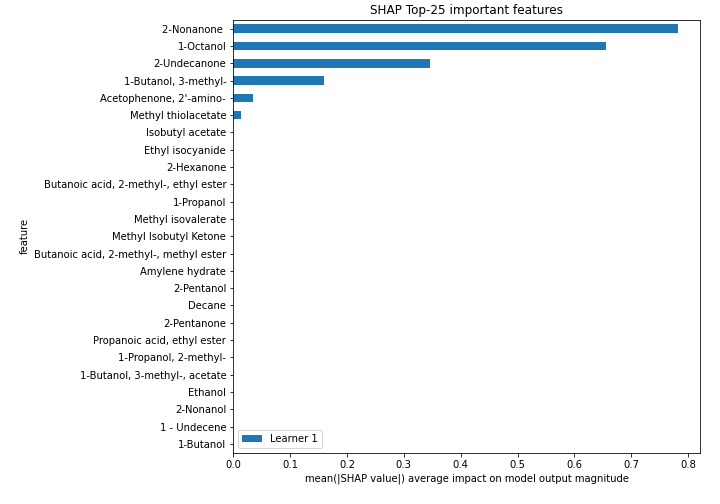 SHAP Top-25 important features
2-Nonanone
1-Octanol
2-Undecanone
1-Butanol, 3-methyl-
Acetophenone, 2'-amino-
Methyl thiolacetate
Isobutyl acetate
Ethyl isocyanide
2-Hexanone
Butanoic acid, 2-methyl-, ethyl ester
1-Propanol
Methyl isovalerate
Methyl Isobutyl Ketone
Butanoic acid, 2-methyl-, methyl ester
Amylene hydrate
2-Pentanol
Decane
2-Pentanone
Propanoic acid, ethyl ester
1-Propanol, 2-methyl-
1-Butanol, 3-methyl-, acetate
Ethanol
2-Nonanol
1 - Undecene
1-Butanol
feature
Learner 1
0.0 0.1 0.2 0.3 0.4 0.5 0.6 0.7 0.8
mean(|SHAP value|) average impact on model output magnitude